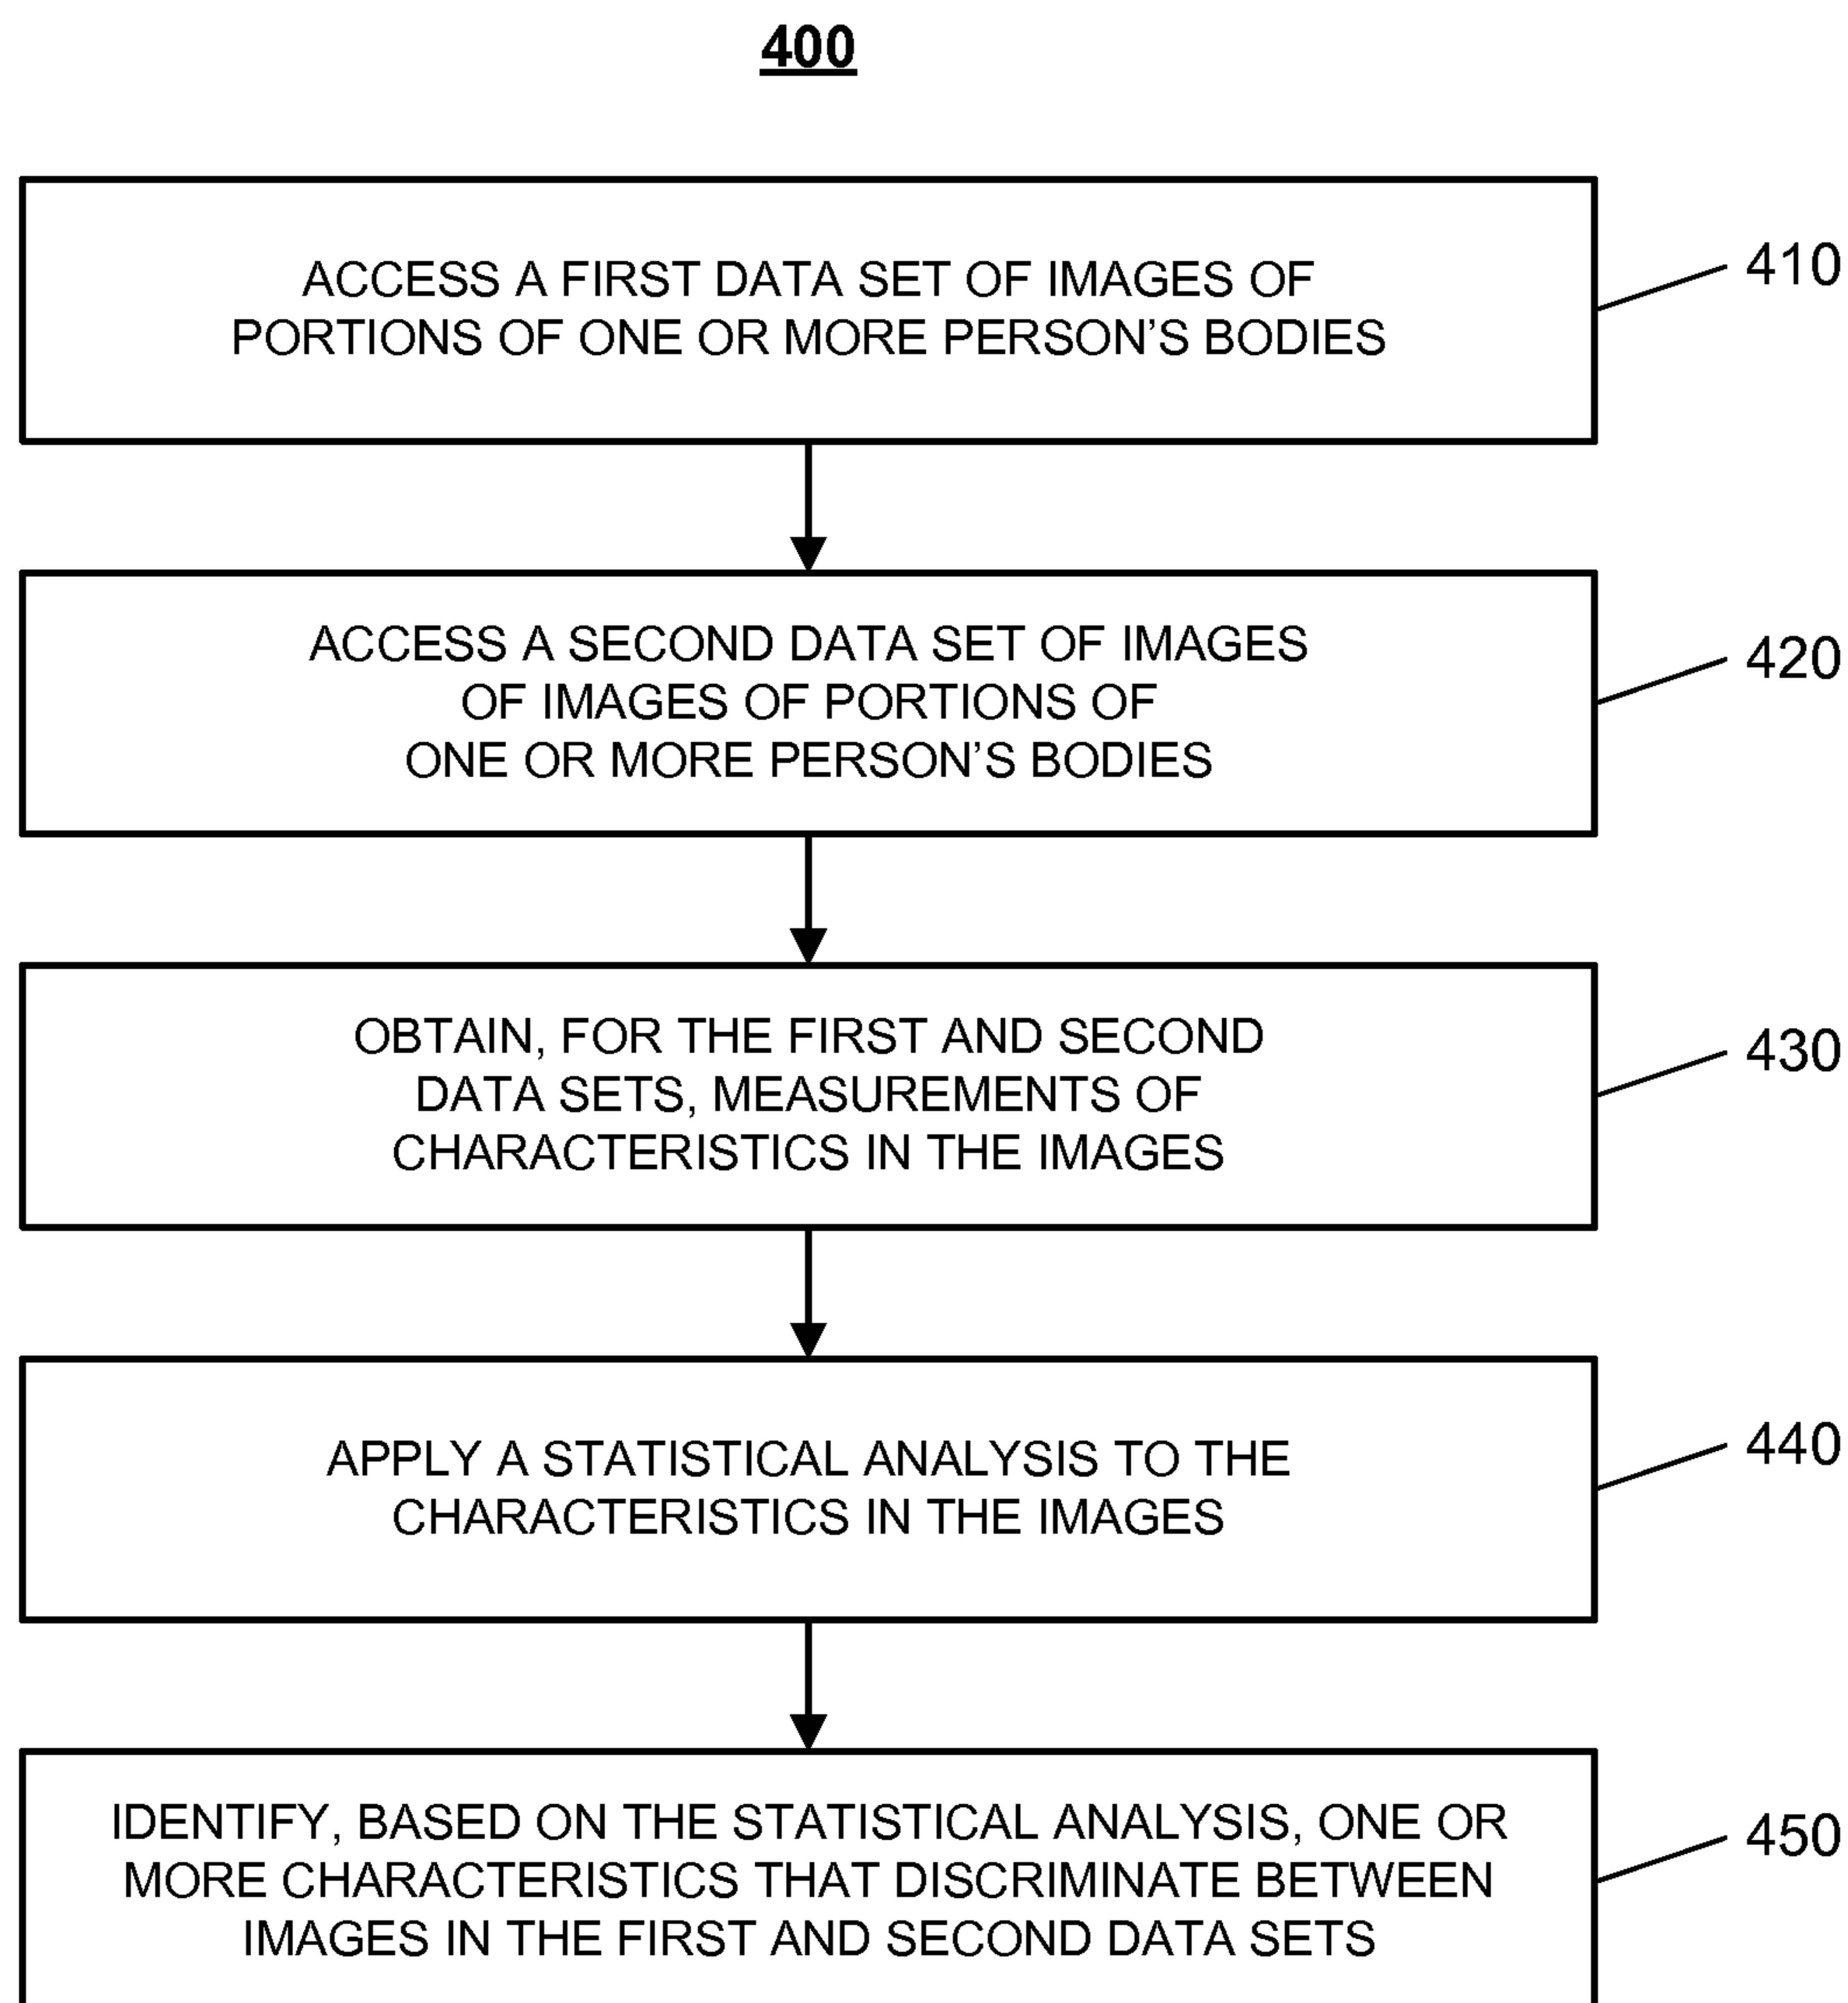 400
ACCESS A FIRST DATA SET OF IMAGES OF
PORTIONS OF ONE OR MORE PERSON'S BODIES
410
ACCESS A SECOND DATA SET OF IMAGES
OF IMAGES OF PORTIONS OF
ONE OR MORE PERSON'S BODIES
420
OBTAIN, FOR THE FIRST AND SECOND
DATA SETS, MEASUREMENTS OF
CHARACTERISTICS IN THE IMAGES
430
APPLY A STATISTICAL ANALYSIS TO THE
CHARACTERISTICS IN THE IMAGES
440
IDENTIFY, BASED ON THE STATISTICAL ANALYSIS, ONE OR
MORE CHARACTERISTICS THAT DISCRIMINATE BETWEEN
IMAGES IN THE FIRST AND SECOND DATA SETS
450